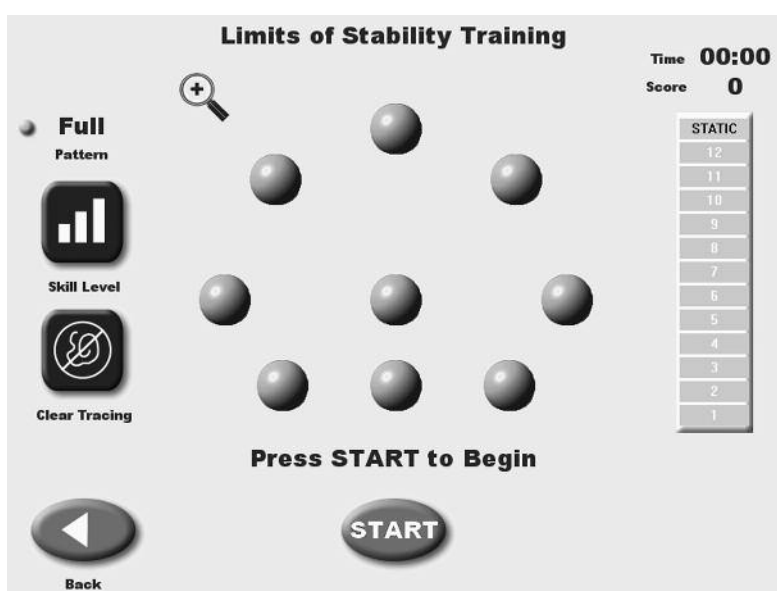 Limits of Stability Training
Time 00:00
Score 0
Full
Pattern
Skill Level
Clear Tracing
STATIC
12
11
10
9
8
7
6
5
4
3
2
1
Press START to Begin
START
Back